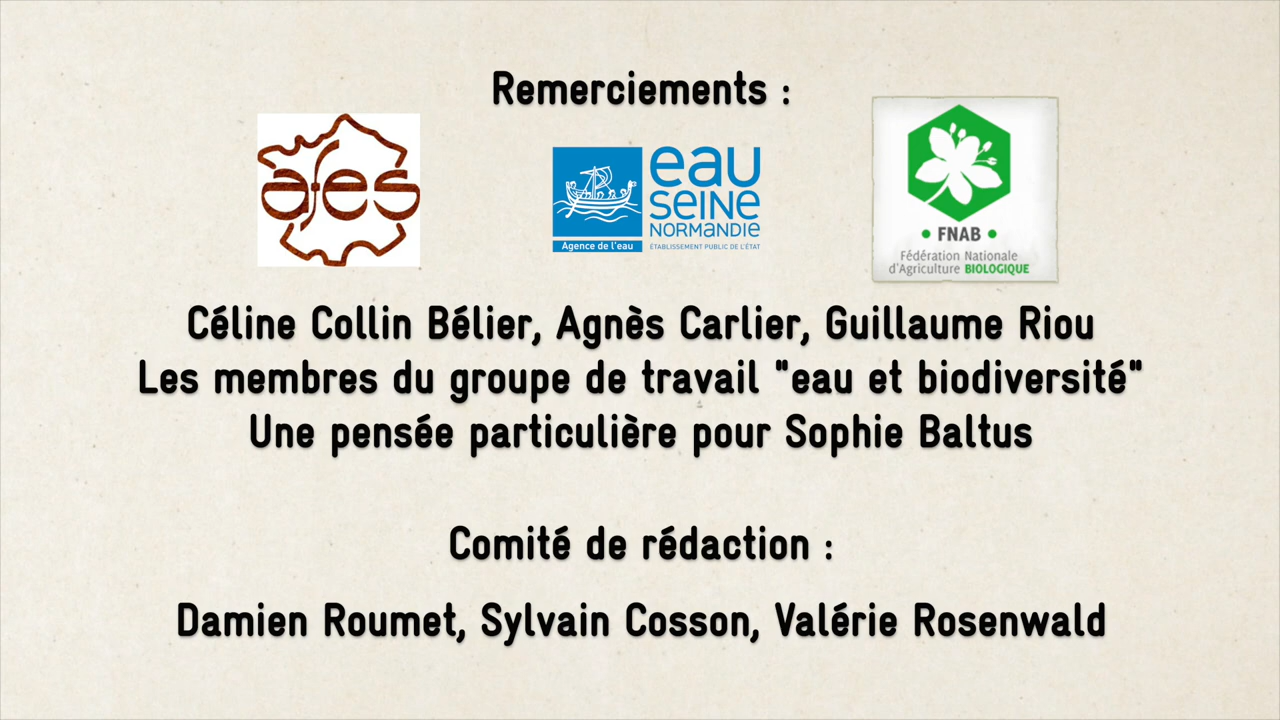 Remerciements :
afes
eau
SEINE
NORMANDIE
Agence de l'eau
ÉTABLISSEMENT PUBLIC DE L'ÉTAT
• FNAB •
Fédération Nationale
d'Agriculture BIOLOGIQUE
Céline Collin Bélier, Agnès Carlier, Guillaume Riou
Les membres du groupe de travail "eau et biodiversité"
Une pensée particulière pour Sophie Baltus
Comité de rédaction :
Damien Roumet, Sylvain Cosson, Valérie Rosenwald